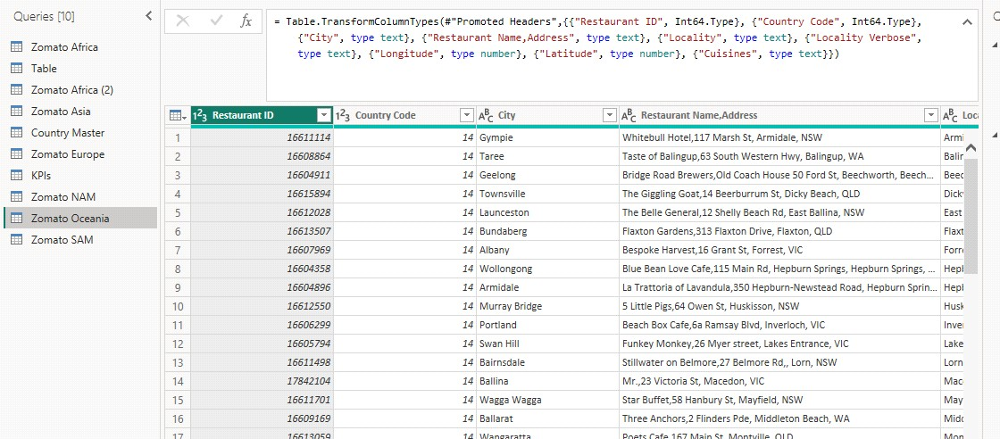 Queries [10]
Zomato Africa
Table
Zomato Africa (2)
Zomato Asia
Country Master
Zomato Europe
KPIs
Zomato NAM
Zomato Oceania
Zomato SAM
fx
= Table.TransformColumnTypes(#"Promoted Headers",{{"Restaurant ID", Int64.Type}, {"Country Code", Int64.Type},
{"City", type text}, {"Restaurant Name,Address", type text}, {"Locality", type text}, {"Locality Verbose",
type text}, {"Longitude", type number}, {"Latitude", type number}, {"Cuisines", type text}})
123 Restaurant ID 123 Country Code ABC City ABC Restaurant Name,Address ABC Loc
1 16611114 14 Gympie Whitebull Hotel,117 Marsh St, Armidale, NSW Armi
2 16608864 14 Taree Taste of Balingup,63 South Western Hwy, Balingup, WA Balin
3 16604911 14 Geelong Bridge Road Brewers,Old Coach House 50 Ford St, Beechworth, Beech... Beec
4 16615894 14 Townsville The Giggling Goat,14 Beerburrum St, Dicky Beach, QLD Dick
5 16612028 14 Launceston The Belle General,12 Shelly Beach Rd, East Ballina, NSW East
6 16613507 14 Bundaberg Flaxton Gardens,313 Flaxton Drive, Flaxton, QLD Flaxt
7 16607969 14 Albany Bespoke Harvest,16 Grant St, Forrest, VIC Forre
8 16604358 14 Wollongong Blue Bean Love Cafe,115 Main Rd, Hepburn Springs, Hepburn Springs, ... Hepl
9 16604896 14 Armidale La Trattoria of Lavandula,350 Hepburn-Newstead Road, Hepburn Sprin... Hepl
10 16612550 14 Murray Bridge 5 Little Pigs,64 Owen St, Huskisson, NSW Husk
11 16606299 14 Portland Beach Box Cafe,6a Ramsay Blvd, Inverloch, VIC Inve
12 16605794 14 Swan Hill Funkey Monkey,26 Myer street, Lakes Entrance, VIC Lake
13 16611498 14 Bairnsdale Stillwater on Belmore,27 Belmore Rd,, Lorn, NSW Lorn
14 17842104 14 Ballina Mr.,23 Victoria St, Macedon, VIC Mac
15 16611701 14 Wagga Wagga Star Buffet,58 Hanbury St, Mayfield, NSW May
16 16609169 14 Ballarat Three Anchors,2 Flinders Pde, Middleton Beach, WA Mid
17 16613059 14 Wangaratta Poets Cafe,167 Main St, Montville, QLD